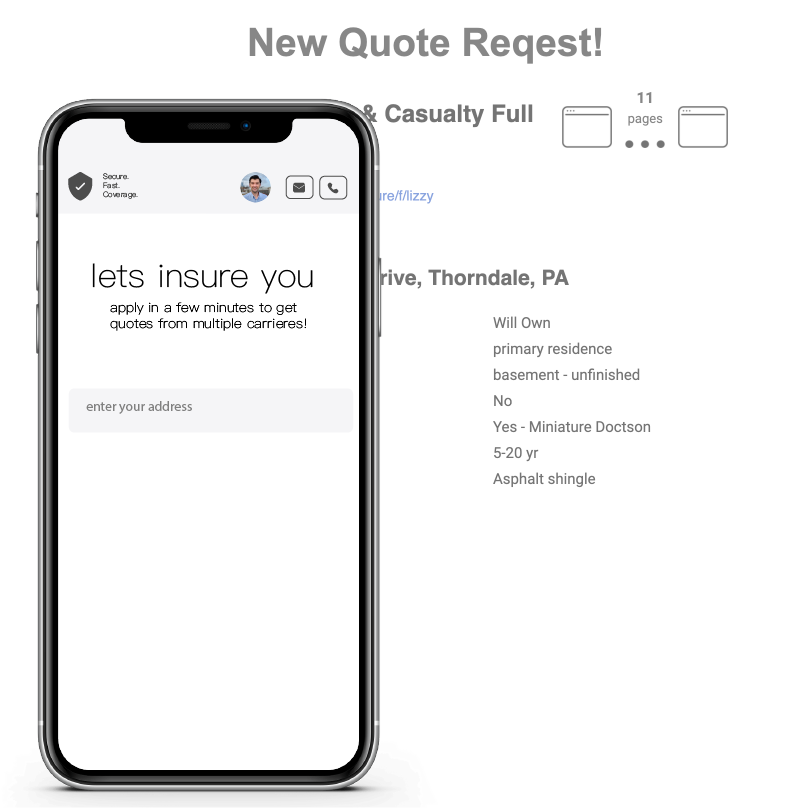 New Quote Reqest!
& Casualty Full
11
pages
Secure.
Fast.
Coverage.
ure/f/lizzy
lets insure you
apply in a few minutes to get
quotes from multiple carrieres!
rive, Thorndale, PA
Will Own
primary residence
basement - unfinished
No
Yes - Miniature Doctson
5-20 yr
Asphalt shingle
enter your address